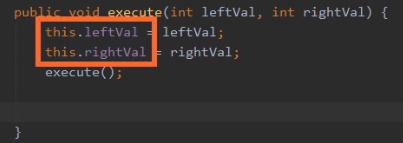 public void execute(int leftVal, int rightVal) {
this.leftVal = leftVal;
this.rightVal = rightVal;
execute();
}